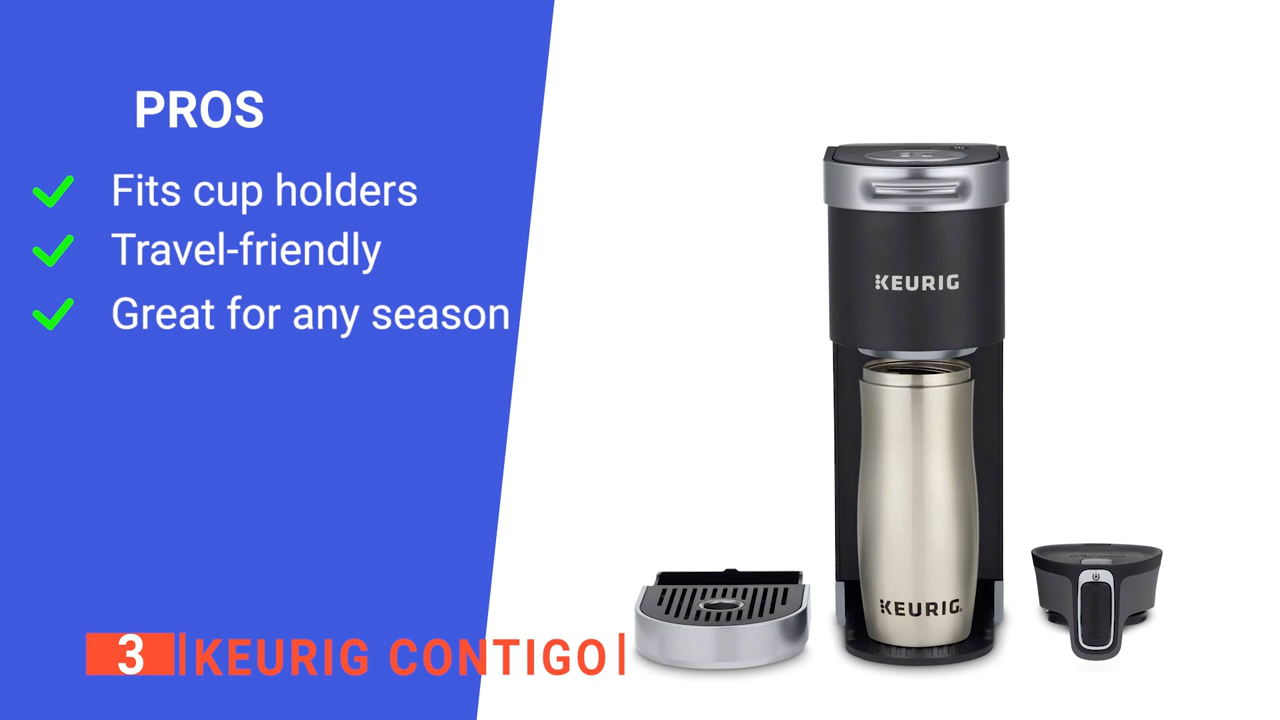 PROS
Fits cup holders
Travel-friendly
Great for any season
KEURIG
KEURIG
3 KEURIG CONTIGO